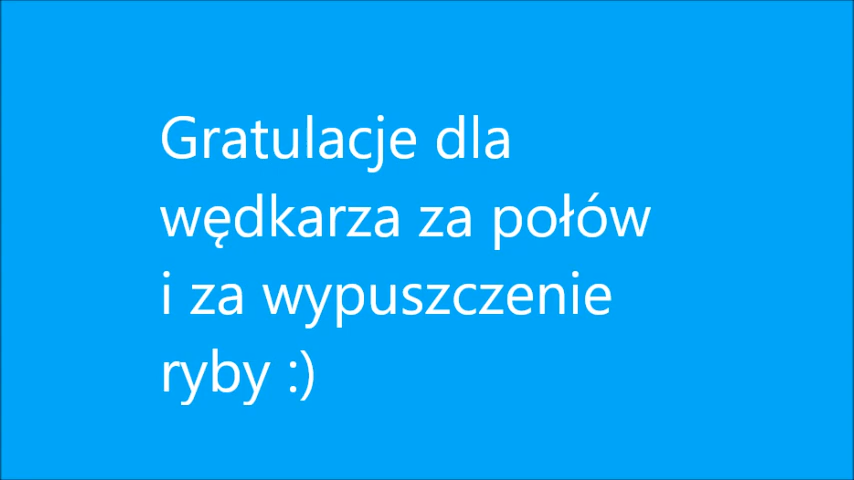 Gratulacje dla
wędkarza za połów
i za wypuszczenie
ryby :)